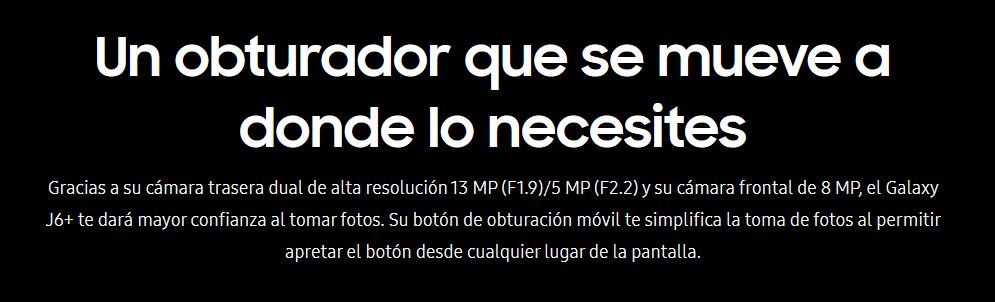 Un obturador que se mueve a
donde lo necesites
Gracias a su cámara trasera dual de alta resolución 13 MP (F1.9)/5 MP (F2.2) y su cámara frontal de 8 MP, el Galaxy
J6+ te dará mayor confianza al tomar fotos. Su botón de obturación móvil te simplifica la toma de fotos al permitir
apretar el botón desde cualquier lugar de la pantalla.